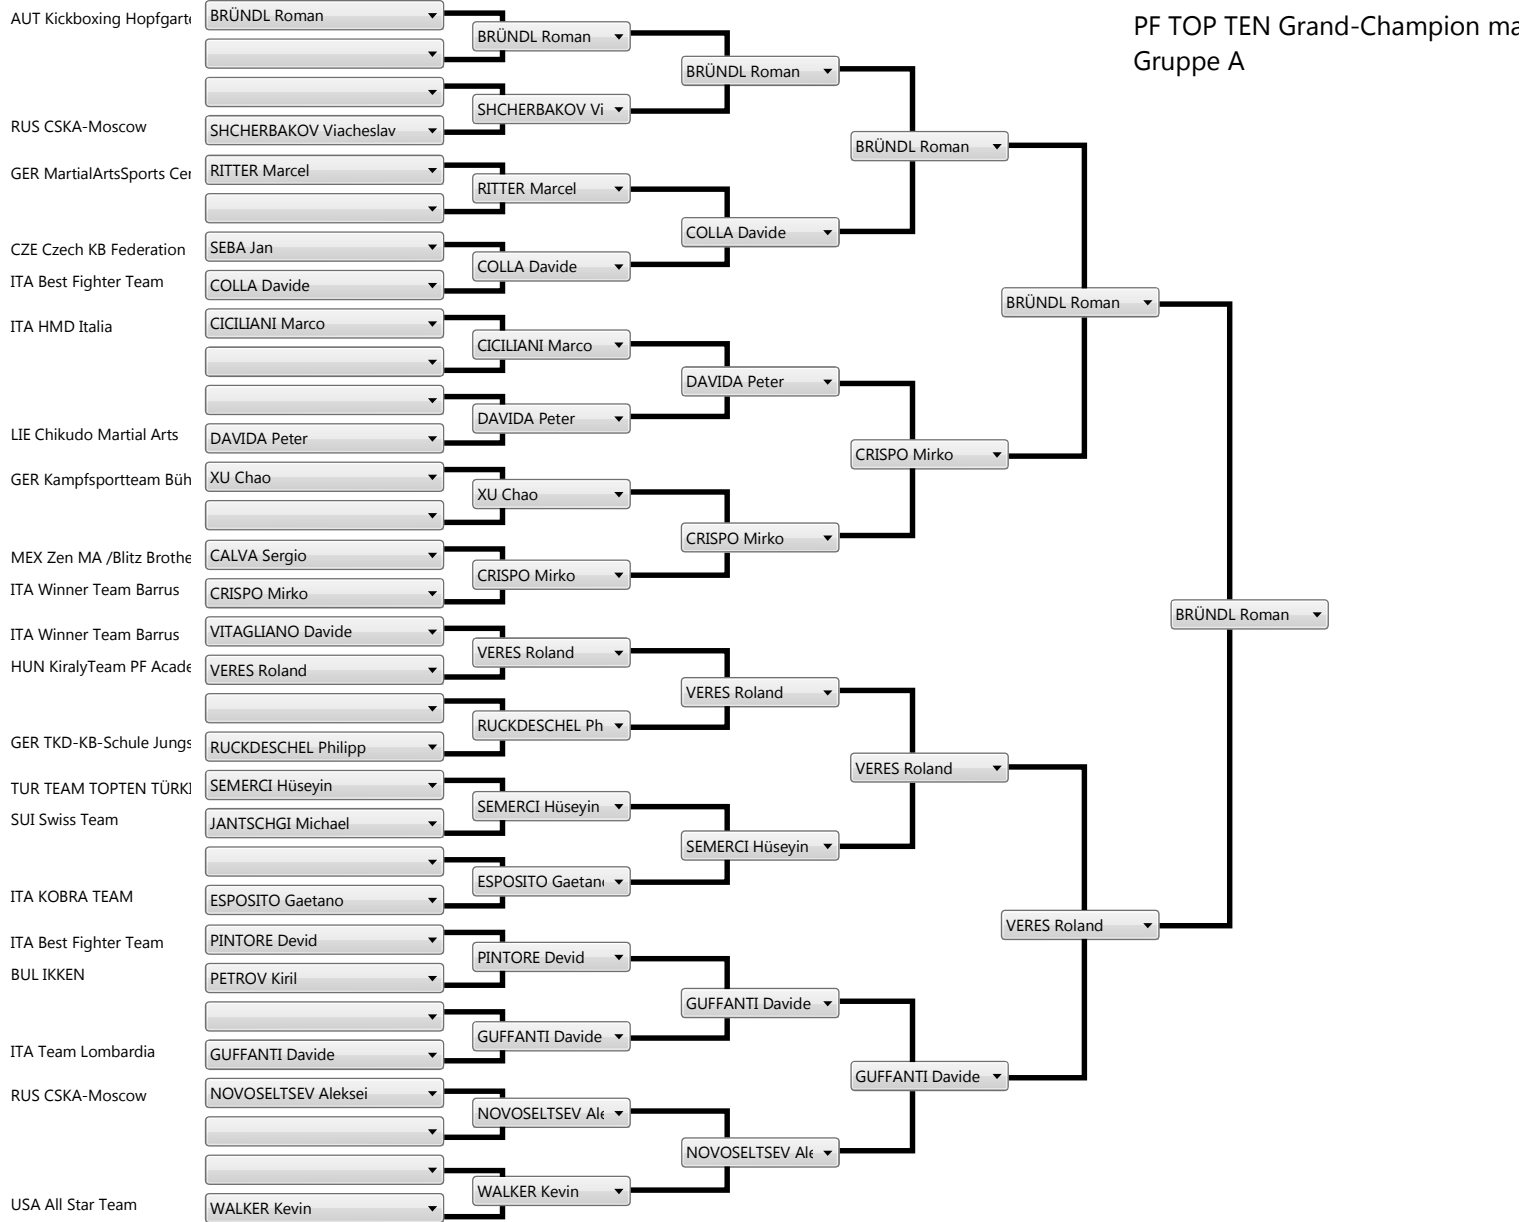 PF TOP TEN Grand-Champion ma
Gruppe A
AUT Kickboxing Hopfgarte
BRÜNDL Roman
RUS CSKA-Moscow
SHCHERBAKOV Viacheslav
GER MartialArtsSports Cer
RITTER Marcel
CZE Czech KB Federation
SEBA Jan
ITA Best Fighter Team
COLLA Davide
ITA HMD Italia
CICILIANI Marco
LIE Chikudo Martial Arts
DAVIDA Peter
GER Kampfsportteam Büh
XU Chao
MEX Zen MA /Blitz Brothe
CALVA Sergio
ITA Winner Team Barrus
CRISPO Mirko
ITA Winner Team Barrus
VITAGLIANO Davide
HUN KiralyTeam PF Acade
VERES Roland
GER TKD-KB-Schule Jungs
RUCKDESCHEL Philipp
TUR TEAM TOPTEN TÜRKI
SEMERCI Hüseyin
SUI Swiss Team
JANTSCHGI Michael
ITA KOBRA TEAM
ESPOSITO Gaetano
ITA Best Fighter Team
PINTORE Devid
BUL IKKEN
PETROV Kiril
ITA Team Lombardia
GUFFANTI Davide
RUS CSKA-Moscow
NOVOSELTSEV Aleksei
USA All Star Team
WALKER Kevin
BRÜNDL Roman
SHCHERBAKOV Vi
RITTER Marcel
COLLA Davide
CICILIANI Marco
DAVIDA Peter
XU Chao
CRISPO Mirko
VERES Roland
RUCKDESCHEL Ph
SEMERCI Hüseyin
ESPOSITO Gaetano
PINTORE Devid
GUFFANTI Davide
NOVOSELTSEV Ale
WALKER Kevin
BRÜNDL Roman
COLLA Davide
DAVIDA Peter
CRISPO Mirko
VERES Roland
SEMERCI Hüseyin
GUFFANTI Davide
NOVOSELTSEV Ale
BRÜNDL Roman
CRISPO Mirko
VERES Roland
GUFFANTI Davide
BRÜNDL Roman
VERES Roland
BRÜNDL Roman